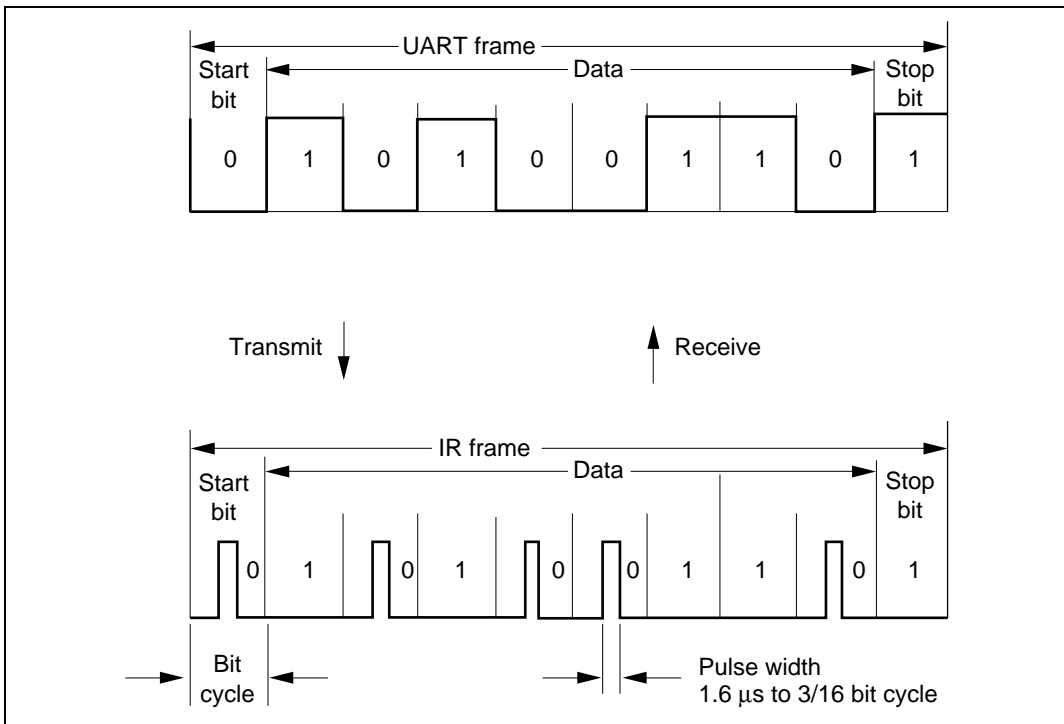 UART frame
Start bit
Data
Stop bit
0 1 0 1 0 0 1 1 0 1
Transmit
Receive
IR frame
Start bit
Data
Stop bit
0 1 0 1 0 0 1 1 0 1
Bit cycle
Pulse width
1.6 μs to 3/16 bit cycle